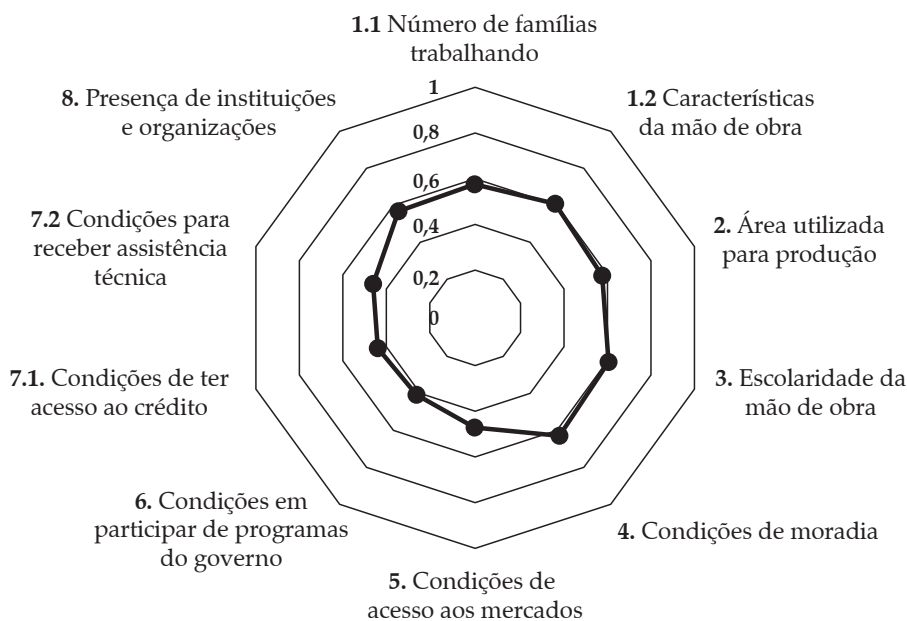 1.1 Número de famílias
trabalhando
1.2 Características
da mão de obra
2. Área utilizada
para produção
3. Escolaridade da
mão de obra
4. Condições de moradia
5. Condições de
acesso aos mercados
6. Condições em
participar de programas
do governo
7.1. Condições de ter
acesso ao crédito
7.2 Condições para
receber assistência
técnica
8. Presença de instituições
e organizações
1
0,8
0,6
0,4
0,2
0